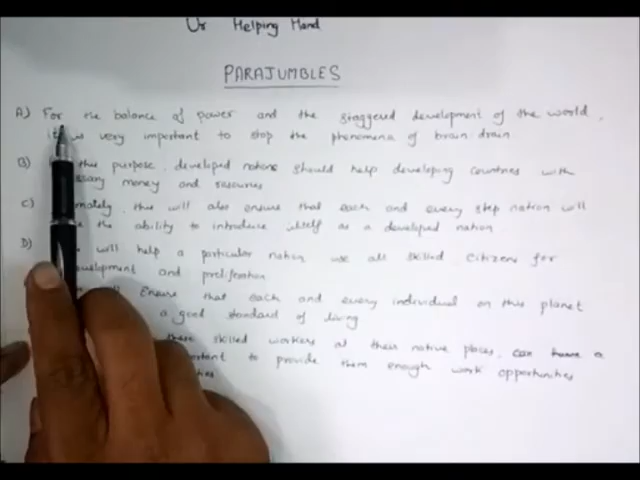 Ur Helping Hand
PARAJUMBLES
A) For the balance of power and the staggered development of the world,
is very important to stop the phenomena of brain drain
B) the purpose, developed nations should help developing countries with
money and resources
C) this will also ensure that each and every step nation will
the ability to introduce itself as a developed nation
D) will help a particular nation use all skilled citizens for
and proliferation
Ensure that each and every individual on this planet
a good standard of living
these skilled workers at their native places, can have a
to provide them enough work opportunities